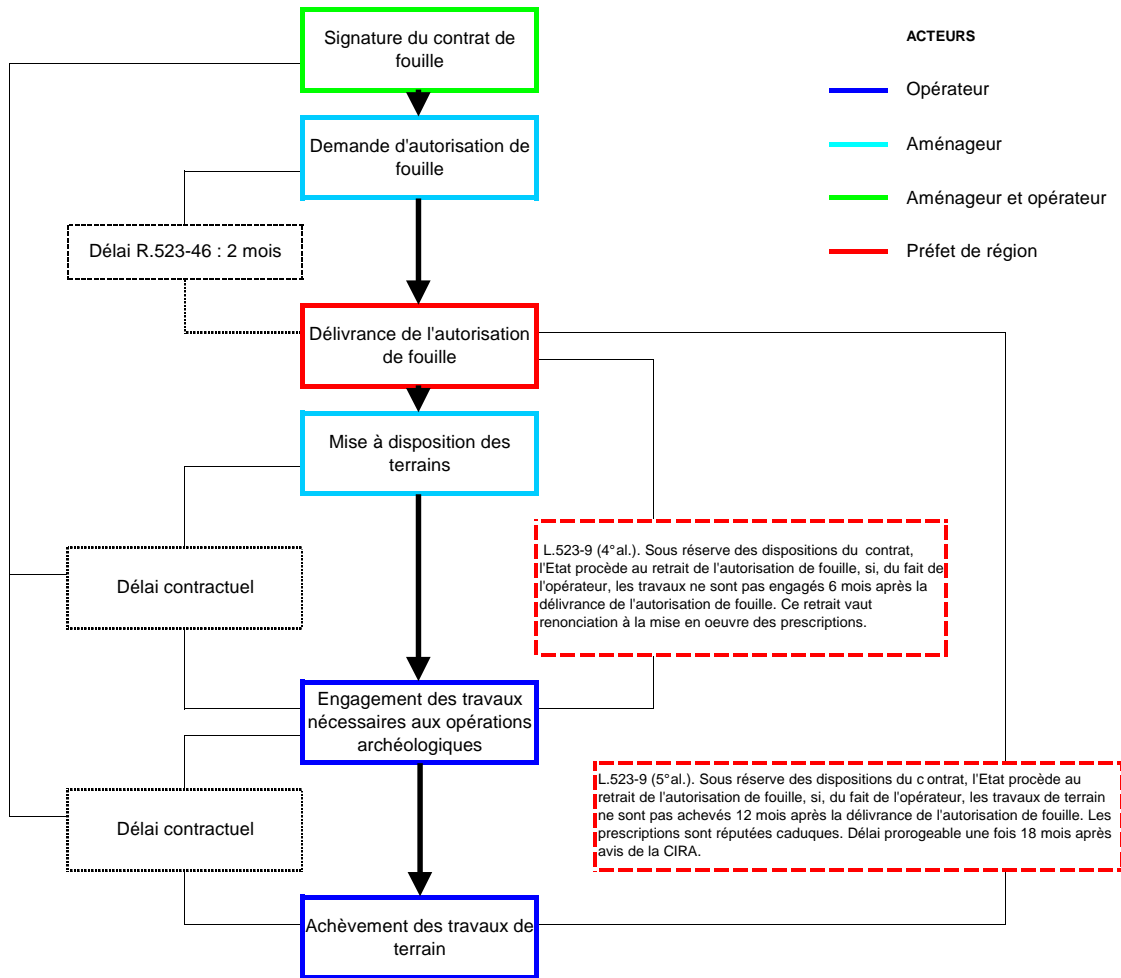 Signature du contrat de
fouille
ACTEURS
Opérateur
Aménageur
Aménageur et opérateur
Préfet de région
Demande d'autorisation de
fouille
Délai R.523-46 : 2 mois
Délivrance de l'autorisation
de fouille
Mise à disposition des
terrains
L.523-9 (4°al.). Sous réserve des dispositions du contrat,
l'Etat procède au retrait de l'autorisation de fouille, si, du fait de
l'opérateur, les travaux ne sont pas engagés 6 mois après la
délivrance de l'autorisation de fouille. Ce retrait vaut
renonciation à la mise en oeuvre des prescriptions.
Délai contractuel
Engagement des travaux
nécessaires aux opérations
archéologiques
L.523-9 (5°al.). Sous réserve des dispositions du c ontrat, l'Etat procède au
retrait de l'autorisation de fouille, si, du fait de l'opérateur, les travaux de terrain
ne sont pas achevés 12 mois après la délivrance de l'autorisation de fouille. Les
prescriptions sont réputées caduques. Délai prorogeable une fois 18 mois après
avis de la CIRA.
Délai contractuel
Achèvement des travaux de
terrain